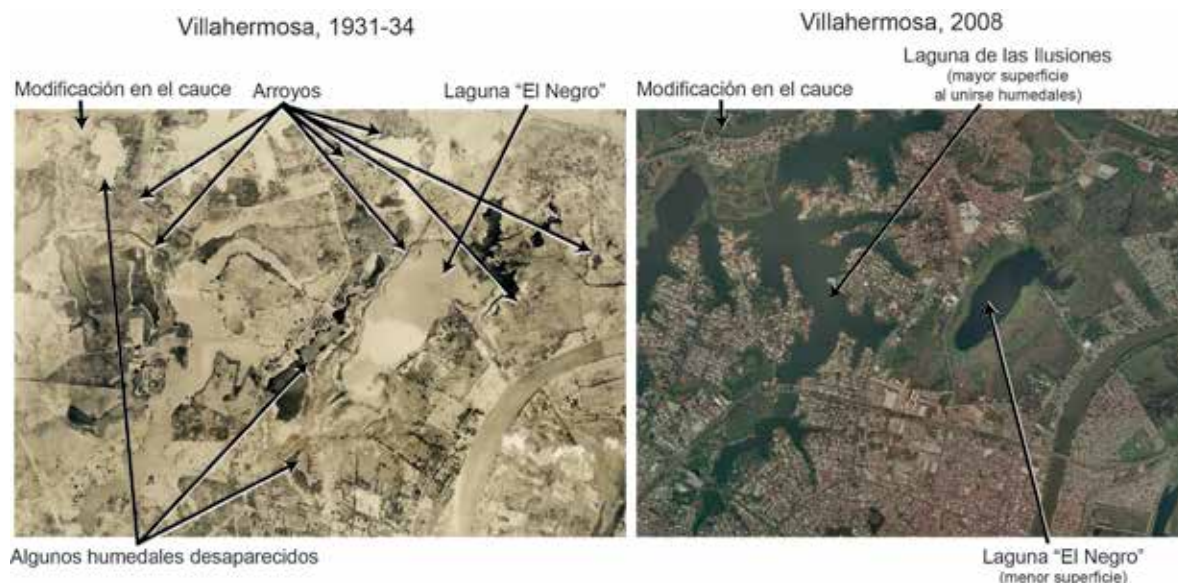 Villahermosa, 1931-34
Modificación en el cauce
Arroyos
Laguna "El Negro"
Algunos humedales desaparecidos
Villahermosa, 2008
Laguna de las Ilusiones
(mayor superficie
al unirse humedales)
Modificación en el cauce
Laguna "El Negro"
(menor superficie)